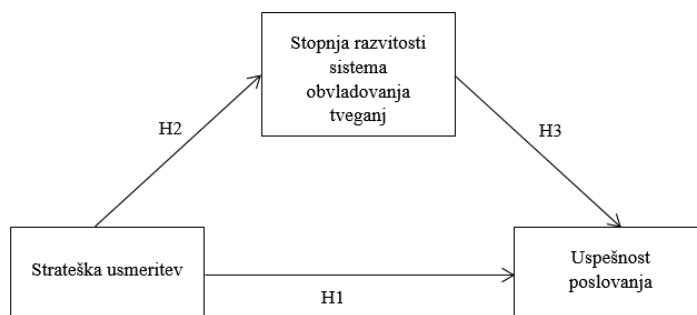 Stopnja razvitosti
sistema
obvladovanja
tveganj
H2
H3
Strateška usmeritev
Uspešnost
poslovanja
H1